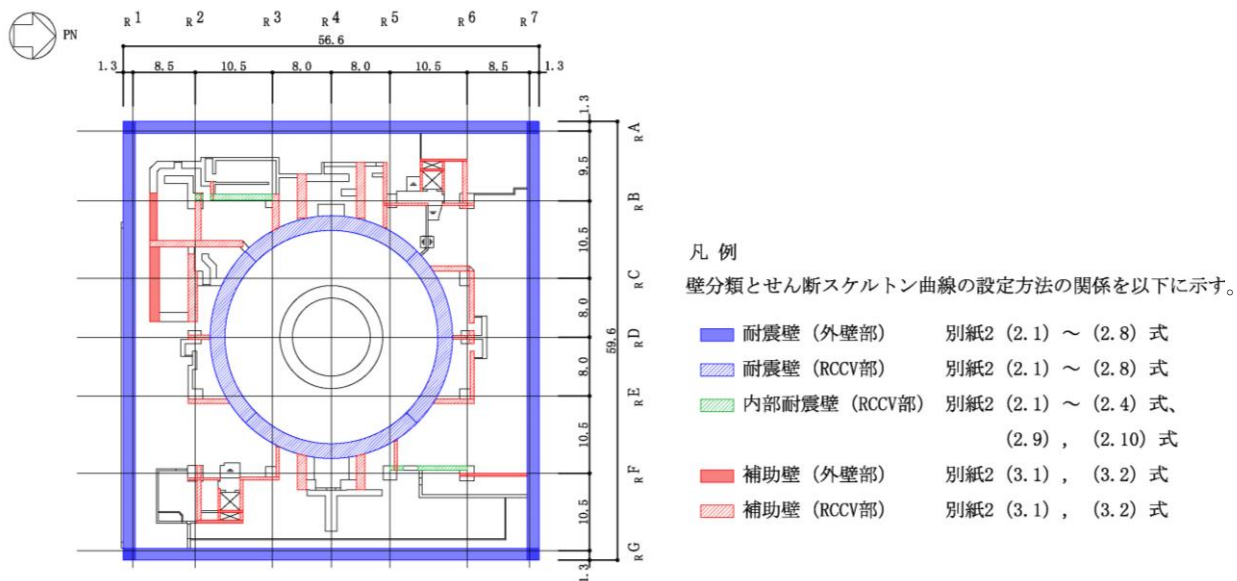 PN
R1 R2 R3 R4 R5 R6 R7
56.6
1.3 8.5 10.5 8.0 8.0 10.5 8.5 1.3
1.3
RA
9.5
RB
10.5
RC
8.0
RD
59.6
8.0
RE
10.5
RF
10.5
RG
1.3
凡 例
壁分類とせん断スケルトン曲線の設定方法の関係を以下に示す。
耐震壁（外壁部） 別紙2（2.1）～（2.8）式
耐震壁（RCCV部） 別紙2（2.1）～（2.8）式
内部耐震壁（RCCV部） 別紙2（2.1）～（2.4）式、
（2.9），（2.10）式
補助壁（外壁部） 別紙2（3.1），（3.2）式
補助壁（RCCV部） 別紙2（3.1），（3.2）式